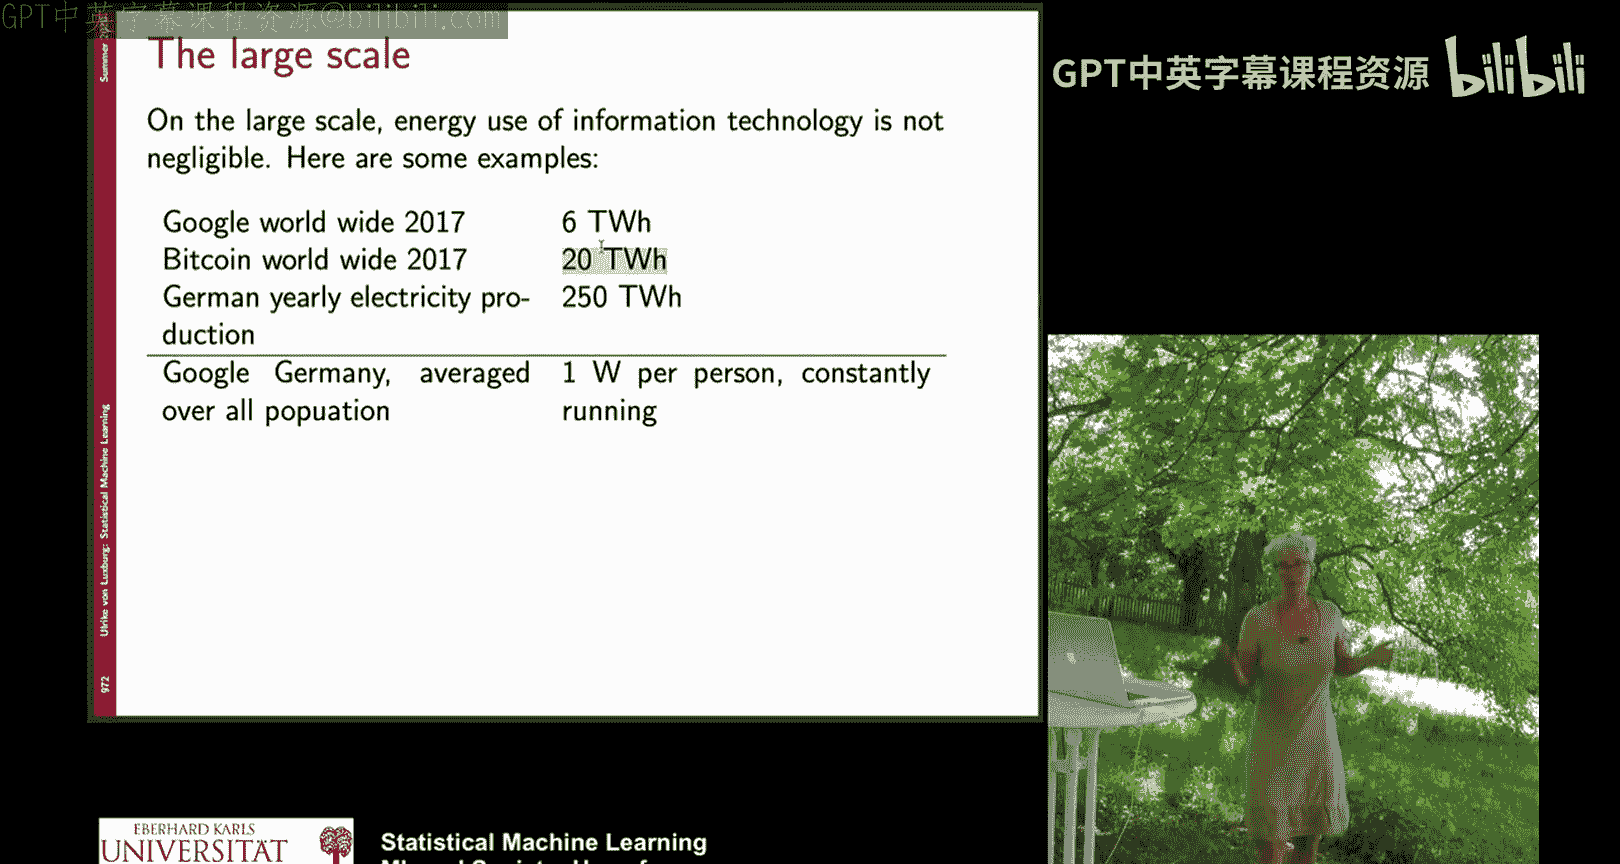 GPT中英字幕课程资源@bilibili.com
GPT中英字幕课程资源 bilibili
The large scale
On the large scale, energy use of information technology is not
negligible. Here are some examples:
Google world wide 2017 6 TWh
Bitcoin world wide 2017 20 TWh
German yearly electricity pro- 250 TWh
duction
Google Germany, averaged 1 W per person, constantly
over all popuation running
Summer
Ulrike von Luxburg: Statistical Machine Learning
972
EBERHARD KARLS
UNIVERSITÄT
Statistical Machine Learning